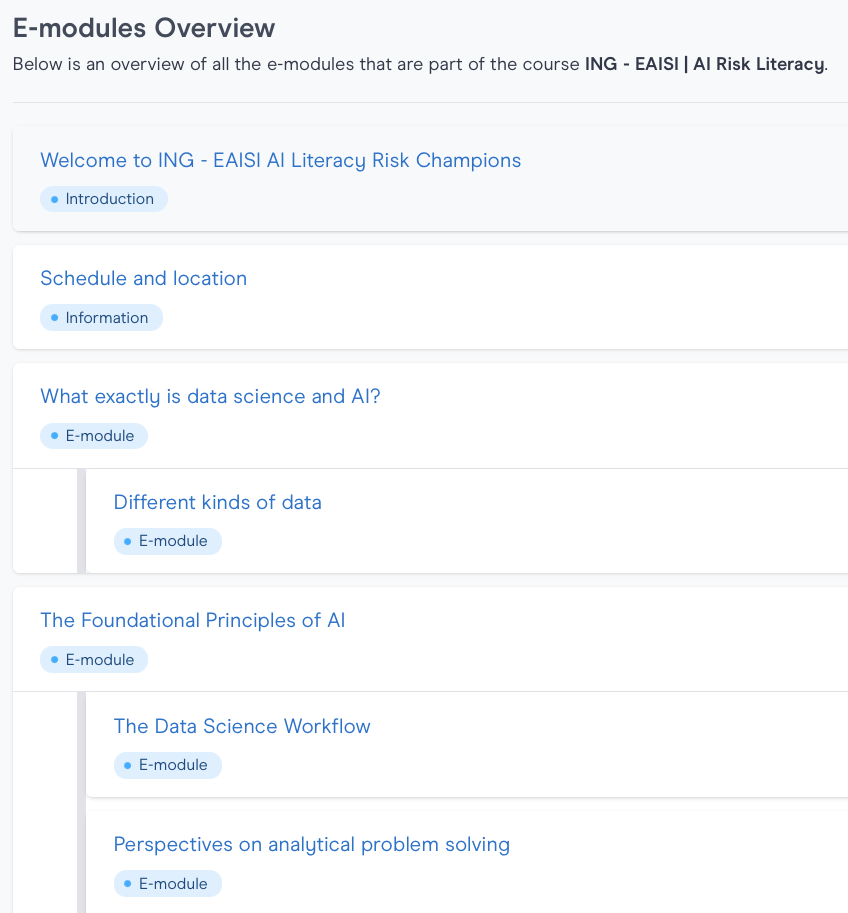 E-modules Overview
Below is an overview of all the e-modules that are part of the course ING - EAISI | AI Risk Literacy.
Welcome to ING - EAISI AI Literacy Risk Champions
Introduction
Schedule and location
Information
What exactly is data science and AI?
E-module
Different kinds of data
E-module
The Foundational Principles of AI
E-module
The Data Science Workflow
E-module
Perspectives on analytical problem solving
E-module